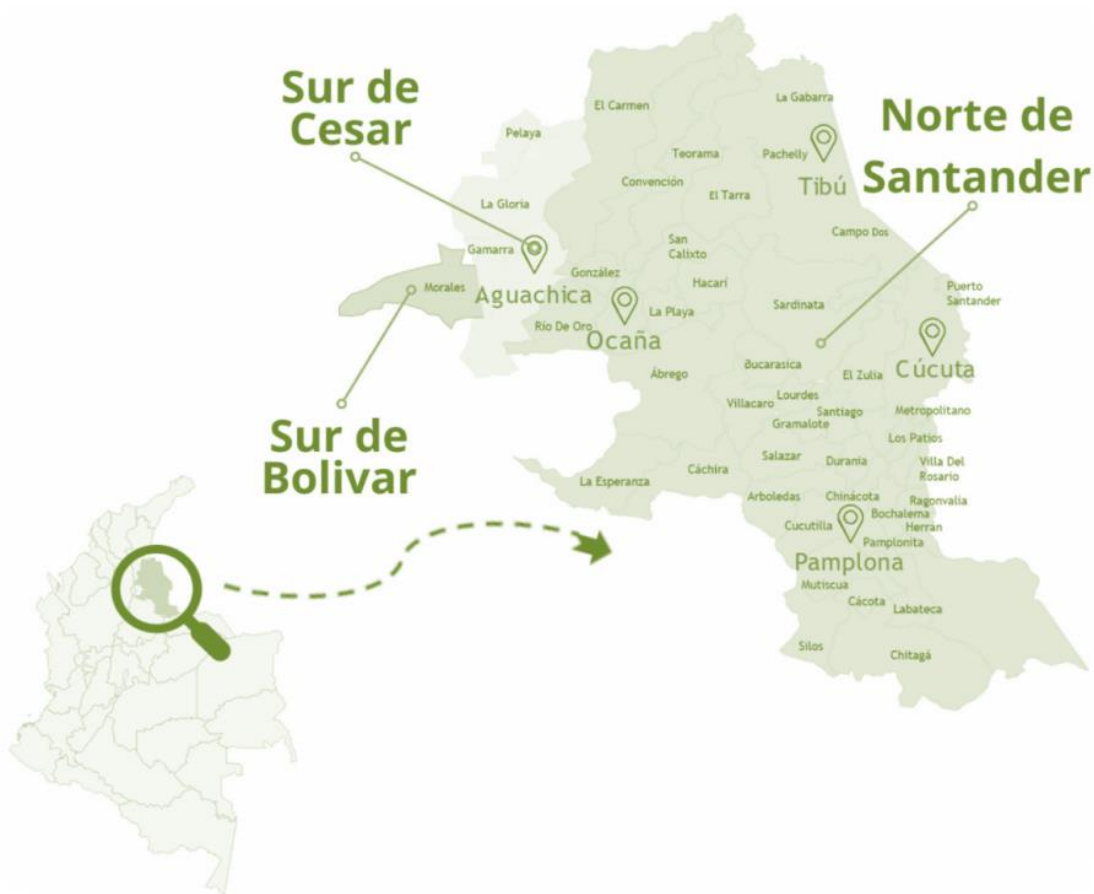 Sur de
Cesar
Norte de
Santander
Sur de
Bolivar
El Carmen
La Gabarra
Pelaya
Teorama
Pachelly
Tibú
Convención
El Tarra
La Gloria
Campo Dos
San
Calixto
Gamarra
González
Hacarí
Morales
Aguachica
Puerto
Santander
Sardinata
La Playa
Río De Oro
Ocaña
Bucarasica
Cúcuta
Ábrego
El Zulia
Lourdes
Villacaro
Santiago
Metropolitano
Gramalote
Los Patios
Salazar
Durania
Villa Del
Rosario
Cáchira
La Esperanza
Arboledas
Chinácota
Ragonvalia
Bochalema
Cucutilla
Herran
Pamplonita
Pamplona
Mutiscua
Cácota
Labateca
Silos
Chitagá